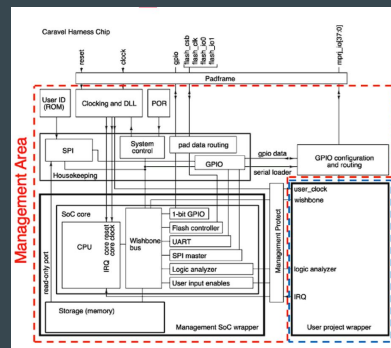 Caravel Harness Chip
reset
clock
gpio
flash_csb
flash_clk
flash_io0
flash_io1
mprj_io[37:0]
Padframe
User ID
(ROM)
Clocking and DLL
POR
System
control
pad data routing
SPI
GPIO
Housekeeping
gpio data
serial loader
GPIO configuration
and routing
Management Area
user_clock
wishbone
SoC core
CPU
core reset
core clock
IRQ
Wishbone
bus
1-bit GPIO
Flash controller
UART
SPI master
Logic analyzer
User input enables
Management Protect
logic analyzer
IRQ
read-only port
Storage (memory)
Management SoC wrapper
User project wrapper